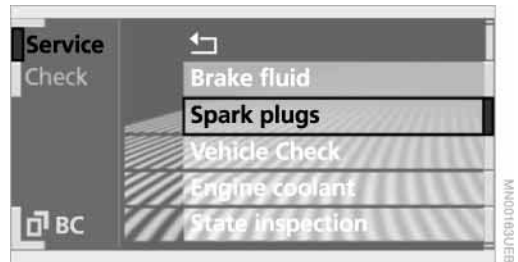 Service
Check
BC
Brake fluid
Spark plugs
Vehicle Check
Engine coolant
State inspection
MN00163UEB